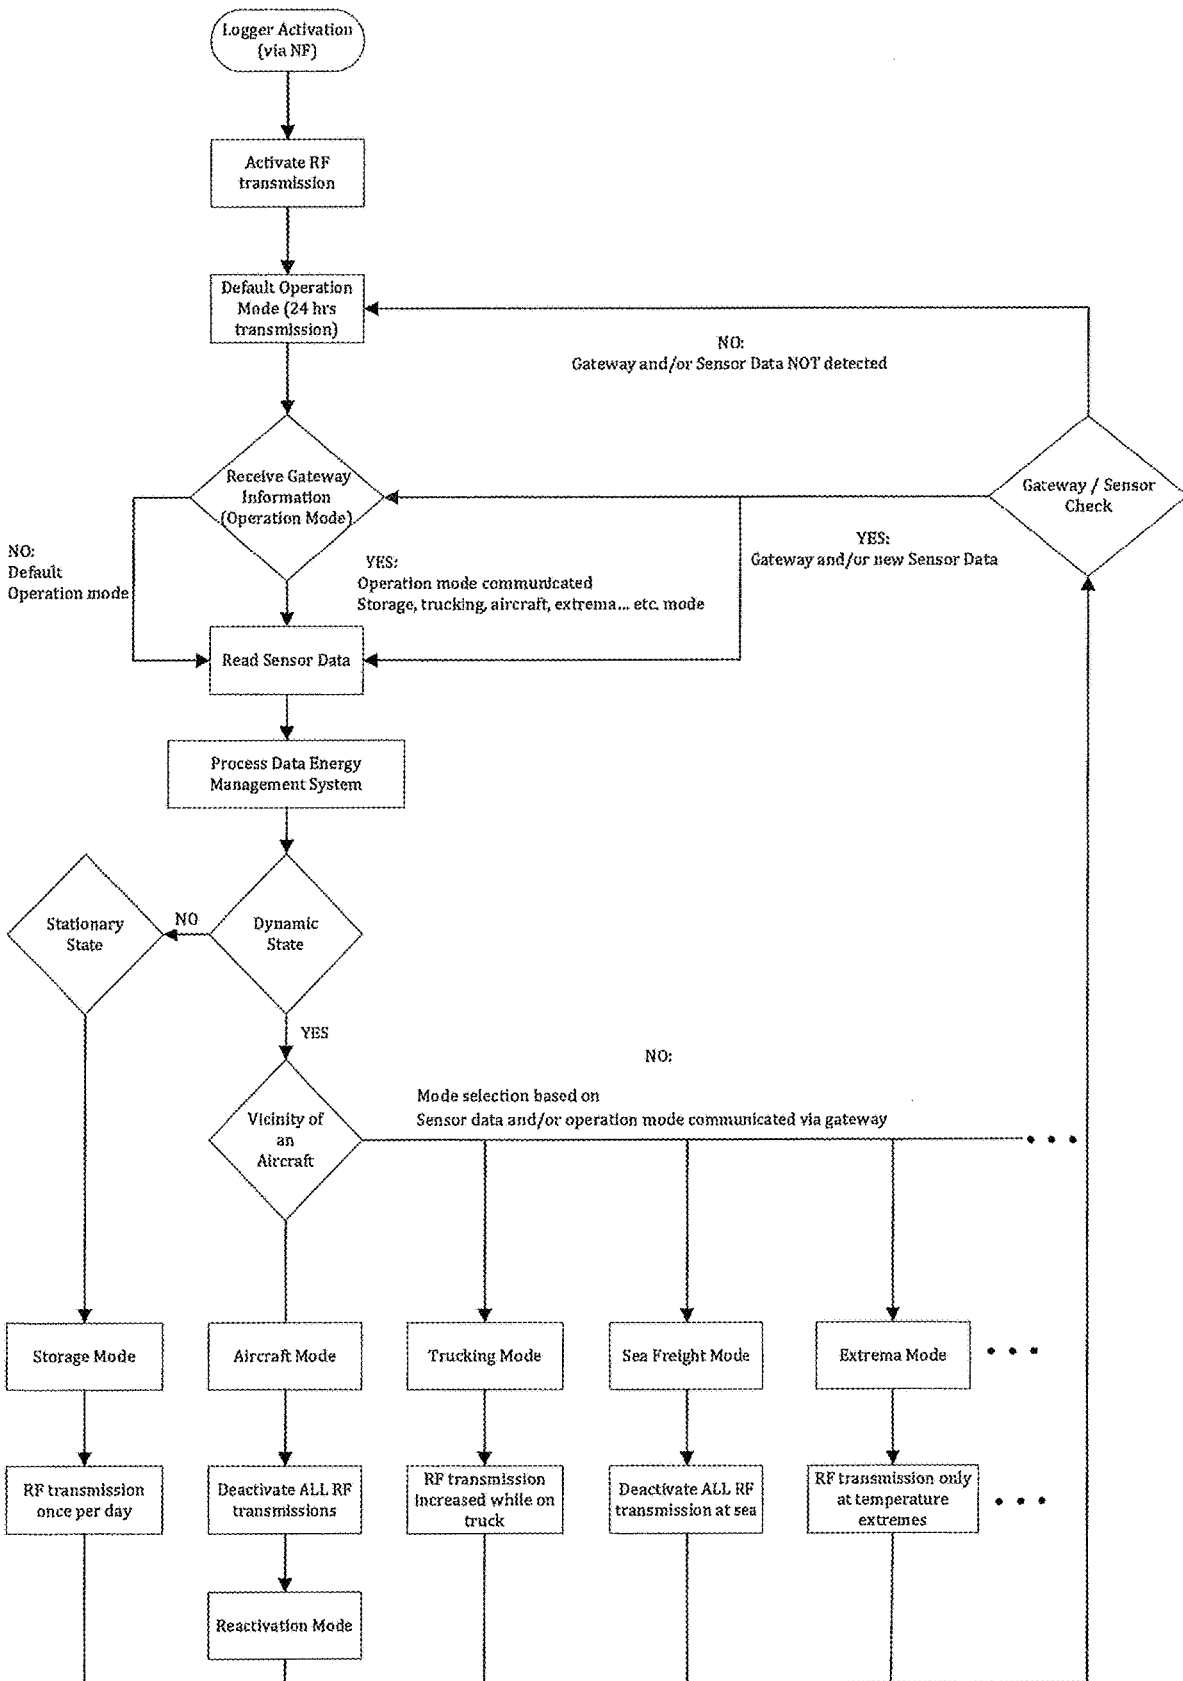 Logger Activation
(via NF)
Activate RF
transmission
Default Operation
Mode (24 hrs
transmission)
NO:
Gateway and/or Sensor Data NOT detected
Receive Gateway
Information
(Operation Mode)
Gateway / Sensor
Check
NO:
Default
Operation mode
YES:
Operation mode communicated
Storage, trucking, aircraft, extrema... etc. mode
YES:
Gateway and/or new Sensor Data
Read Sensor Data
Process Data Energy
Management System
Stationary
State
NO
Dynamic
State
YES
NO:
Mode selection based on
Sensor data and/or operation mode communicated via gateway
Vicinity of
an
Aircraft
• • •
Storage Mode
Aircraft Mode
Trucking Mode
Sea Freight Mode
Extrema Mode
• • •
RF transmission
once per day
Deactivate ALL RF
transmissions
RF transmission
increased while on
truck
Deactivate ALL RF
transmission at sea
RF transmission only
at temperature
extremes
• • •
Reactivation Mode